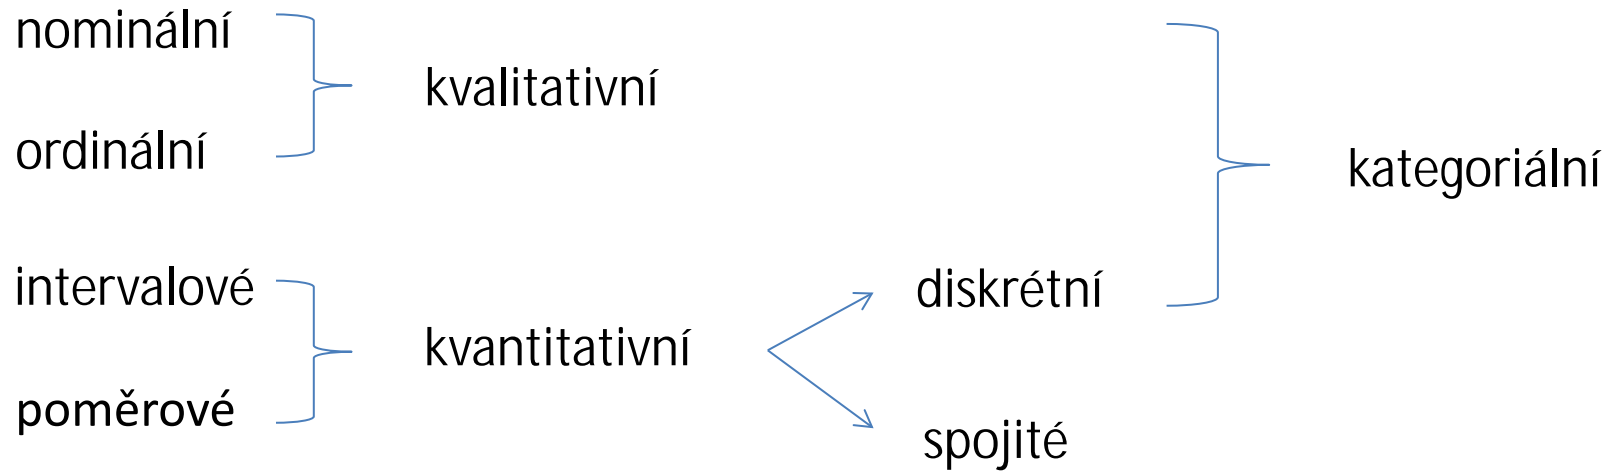 nominální
kvalitativní
ordinální
kategoriální
intervalové
diskrétní
kvantitativní
poměrové
spojité